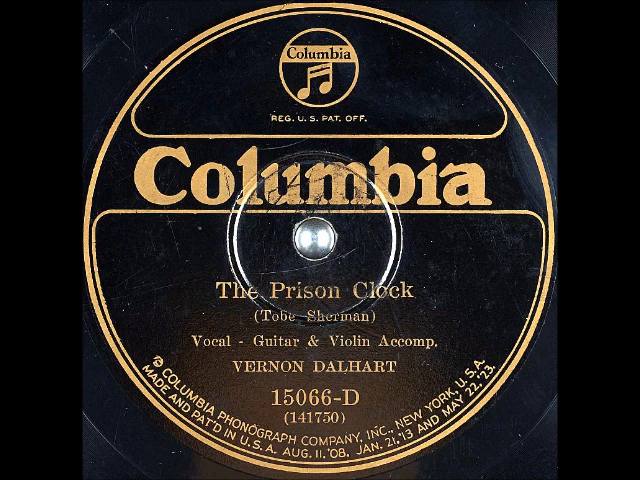 Columbia
REG. U.S. PAT. OFF.
Columbia
The Prison Clock
(Tobe Sherman)
Vocal - Guitar & Violin Accomp.
VERNON DALHART
15066-D
(141750)
© COLUMBIA PHONOGRAPH COMPANY, INC., NEW YORK, U.S.A.
MADE AND PAT'D IN U.S.A. AUG. 11, '08. JAN. 21, '13 AND MAY 22, '23.